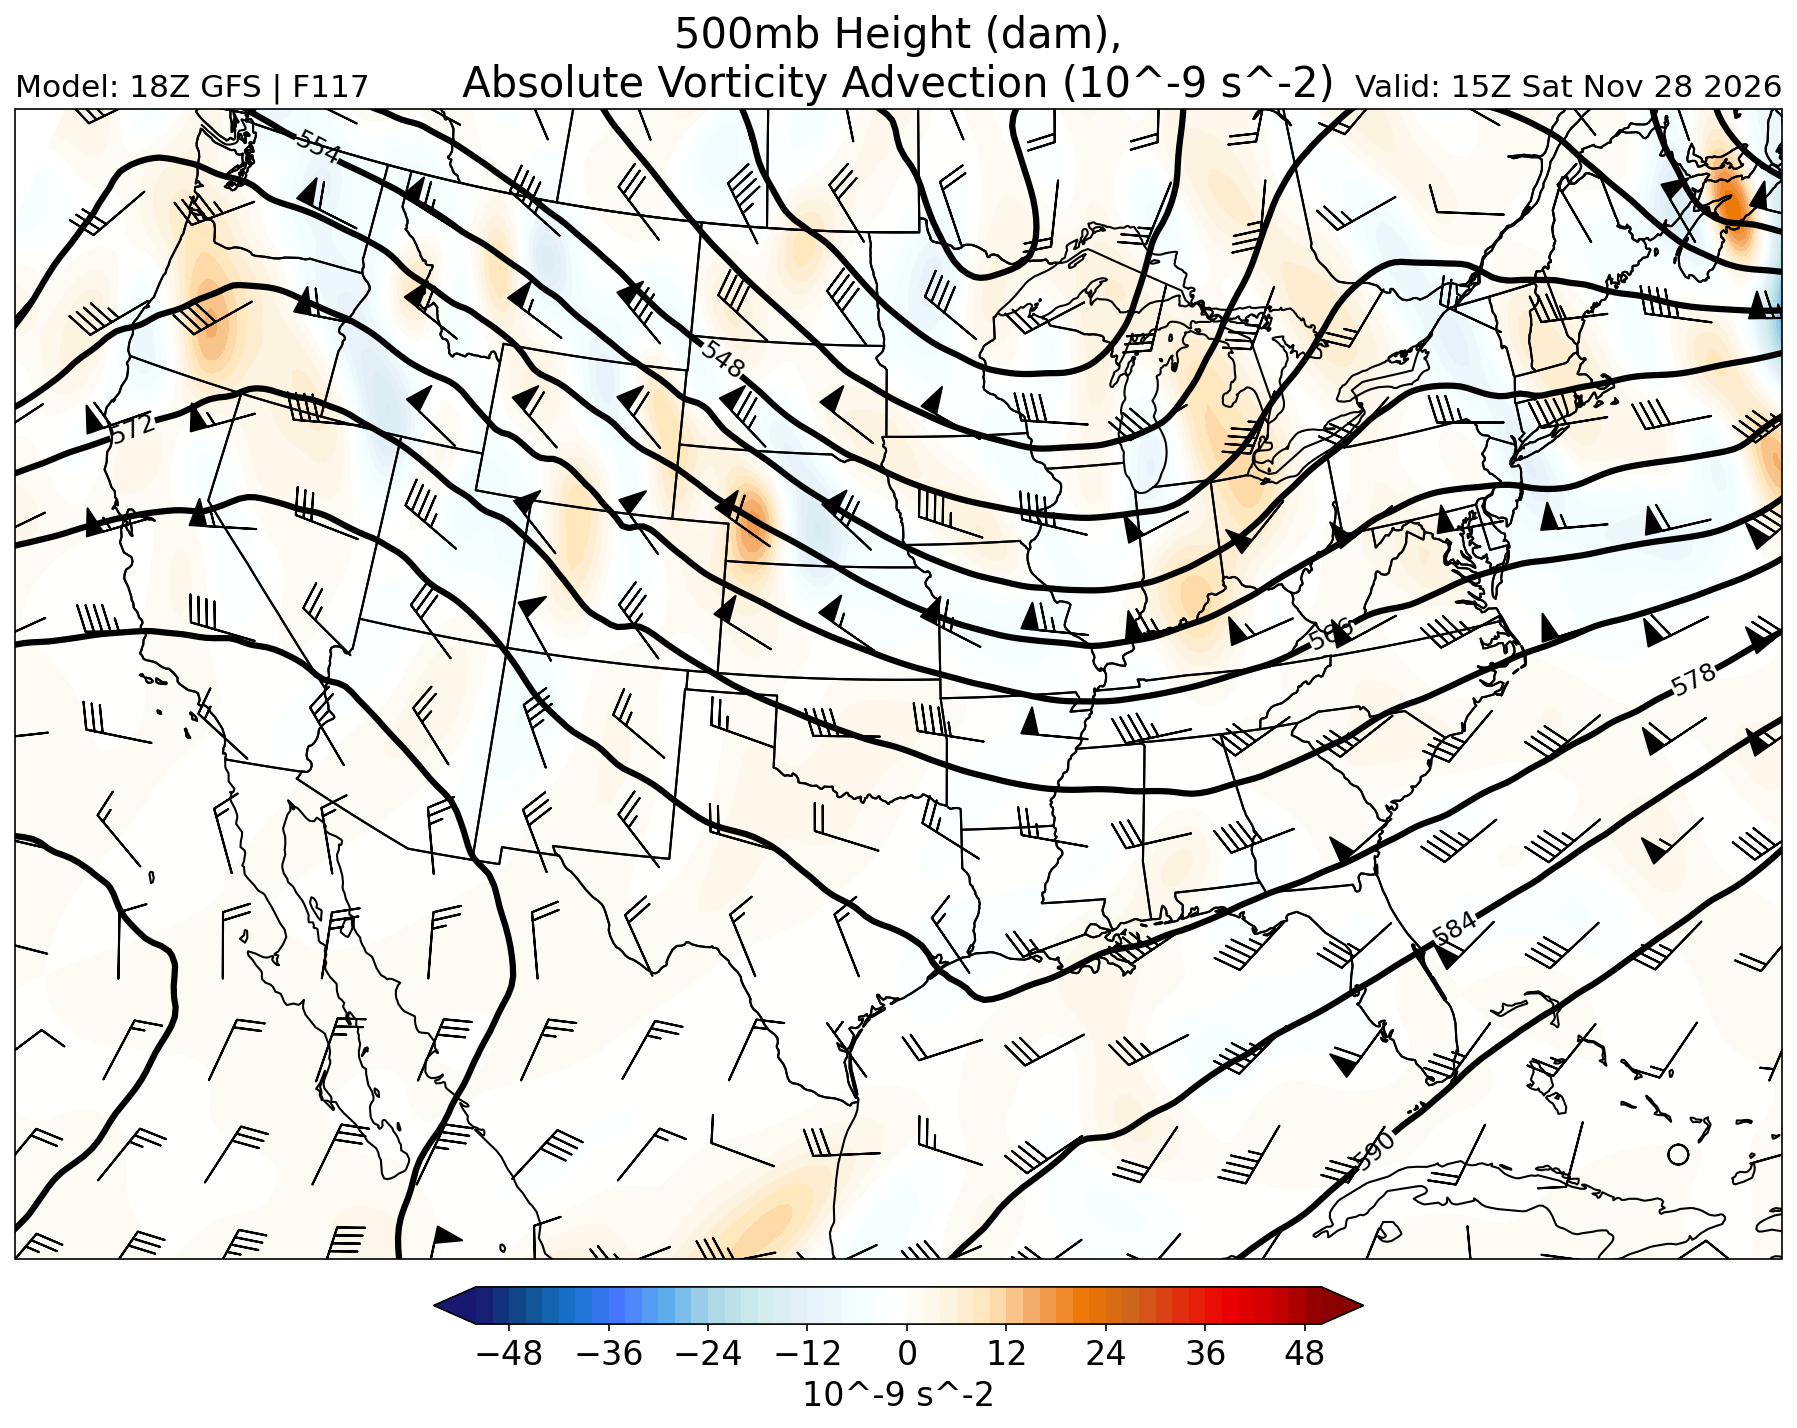 500mb Height (dam),
Model: 18Z GFS | F117
Absolute Vorticity Advection (10^-9 s^-2)
Valid: 15Z Sat Nov 28 2026
554
548
572
566
578
584
590
−48 −36 −24 −12 0 12 24 36 48
10^-9 s^-2